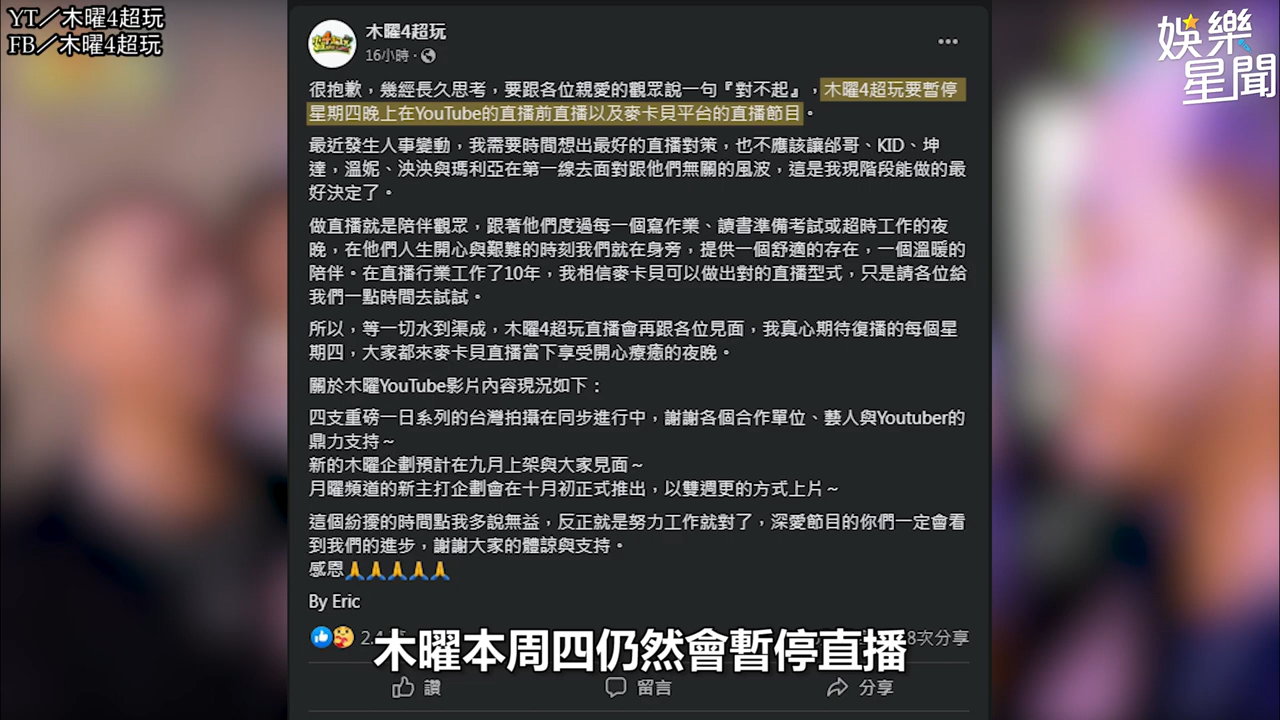 YT／木曜4超玩
FB／木曜4超玩
娛樂
星聞
木曜4超玩
16小時
很抱歉，幾經長久思考，要跟各位親愛的觀眾說一句『對不起』，木曜4超玩要暫停
星期四晚上在YouTube的直播前直播以及麥卡貝平台的直播節目。
最近發生人事變動，我需要時間想出最好的直播對策，也不應該讓邰哥、KID、坤
達，溫妮、泱泱與瑪利亞在第一線去面對跟他們無關的風波，這是我現階段能做的最
好決定了。
做直播就是陪伴觀眾，跟著他們度過每一個寫作業、讀書準備考試或超時工作的夜
晚，在他們人生開心與艱難的時刻我們就在身旁，提供一個舒適的存在，一個溫暖的
陪伴。在直播行業工作了10年，我相信麥卡貝可以做出對的直播型式，只是請各位給
我們一點時間去試試。
所以，等一切水到渠成，木曜4超玩直播會再跟各位見面，我真心期待復播的每個星
期四，大家都來麥卡貝直播當下享受開心療癒的夜晚。
關於木曜YouTube影片內容現況如下：
四支重磅一日系列的台灣拍攝在同步進行中，謝謝各個合作單位、藝人與Youtuber的
鼎力支持～
新的木曜企劃預計在九月上架與大家見面～
月曜頻道的新主打企劃會在十月初正式推出，以雙週更的方式上片～
這個紛擾的時間點我多說無益，反正就是努力工作就對了，深愛節目的你們一定會看
到我們的進步，謝謝大家的體諒與支持。
感恩🙏🙏🙏🙏🙏
By Eric
8次分享
木曜本周四仍然會暫停直播
讚
留言
分享